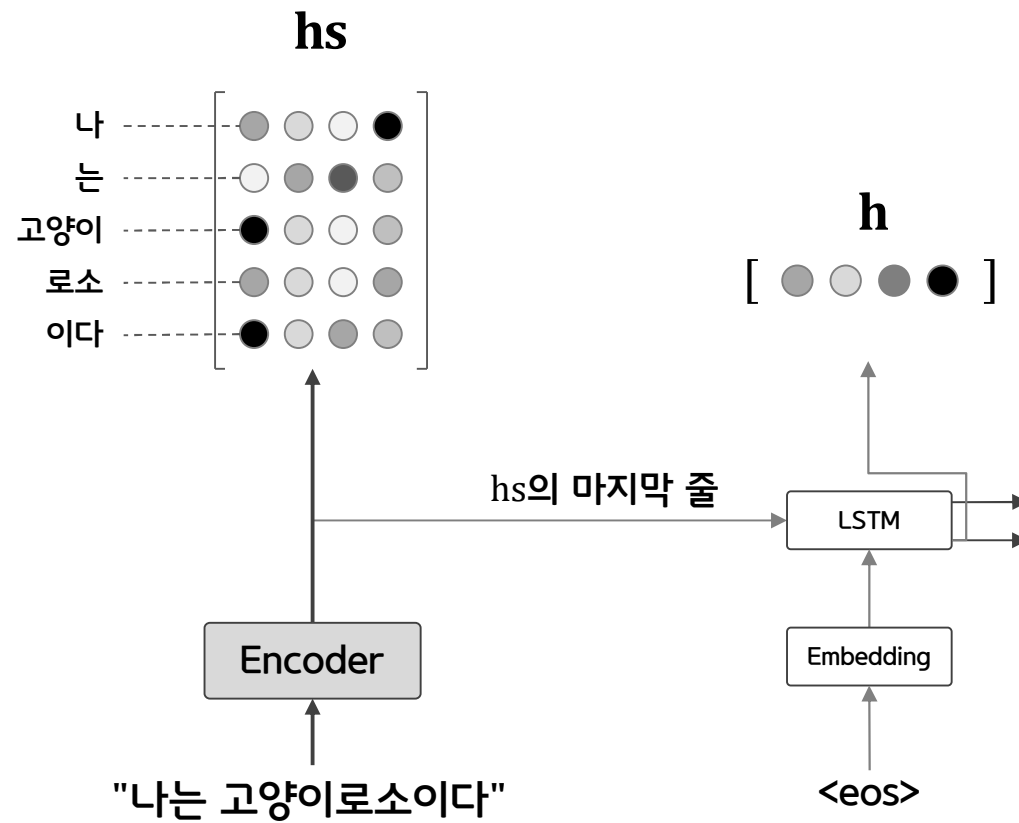 hs
나
는
고양이
로소
이다
h
hs의 마지막 줄
LSTM
Encoder
Embedding
"나는 고양이로소이다"
<eos>